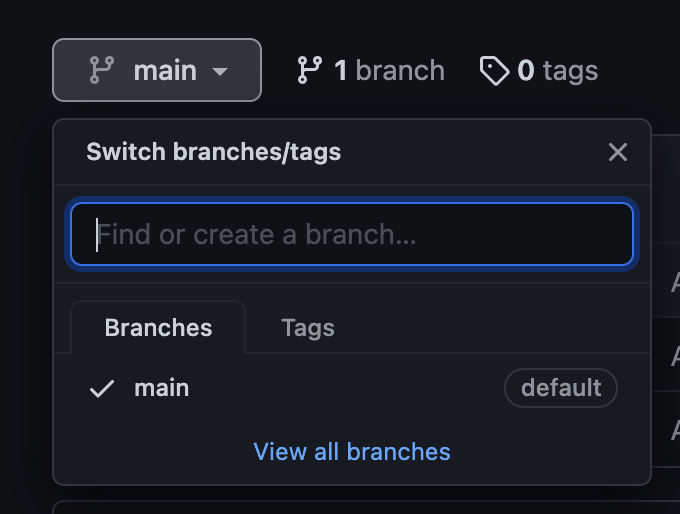 main 1 branch 0 tags
Switch branches/tags
Find or create a branch...
Branches Tags
main default
View all branches